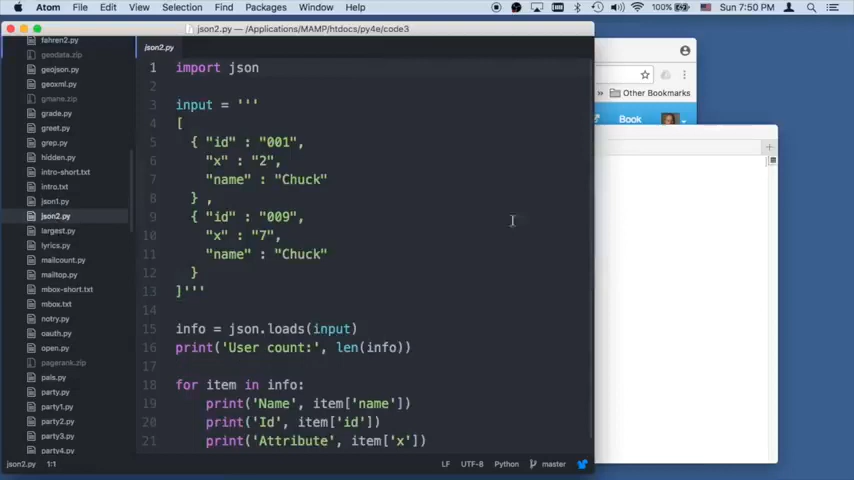 Atom File Edit View Selection Find Packages Window Help 100% Sun 7:50 PM
json2.py — /Applications/MAMP/htdocs/py4e/code3
fahren2.py
geodata.zip
geojson.py
geoxml.py
gmane.zip
grade.py
greet.py
grep.py
hidden.py
intro-short.txt
intro.txt
json1.py
json2.py
largest.py
lyrics.py
mailcount.py
mailtop.py
mbox-short.txt
mbox.txt
notry.py
oauth.py
open.py
pagerank.zip
pals.py
party.py
party1.py
party2.py
party3.py
party4.py
json2.py
1 import json
2
3 input = '''
4 [
5 { "id" : "001",
6 "x" : "2",
7 "name" : "Chuck"
8 } ,
9 { "id" : "009",
10 "x" : "7",
11 "name" : "Chuck"
12 }
13 ]'''
14
15 info = json.loads(input)
16 print('User count:', len(info))
17
18 for item in info:
19 print('Name', item['name'])
20 print('Id', item['id'])
21 print('Attribute', item['x'])
json2.py 1:1 LF UTF-8 Python master
» Other Bookmarks
Book